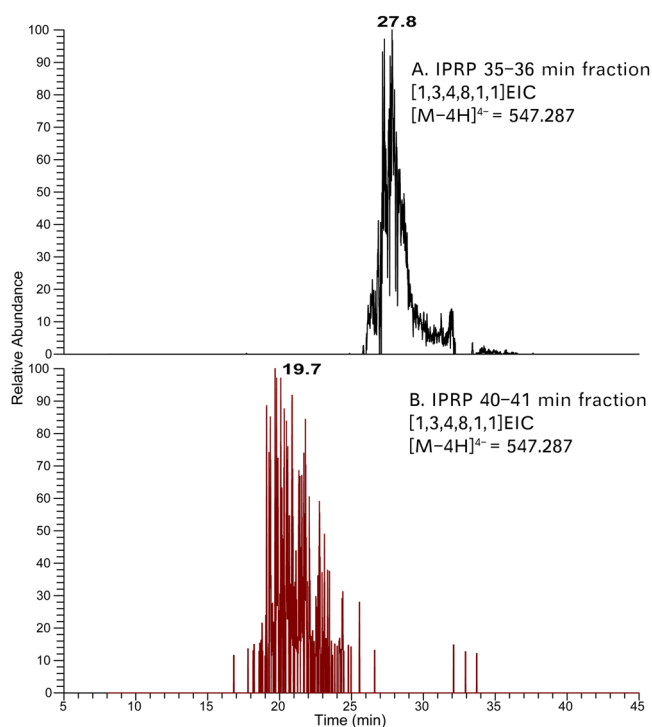 27.8
A. IPRP 35–36 min fraction
[1,3,4,8,1,1]EIC
[M–4H]⁴⁻ = 547.287
100
90
80
70
60
50
40
30
20
10
0
Relative Abundance
19.7
B. IPRP 40–41 min fraction
[1,3,4,8,1,1]EIC
[M–4H]⁴⁻ = 547.287
100
90
80
70
60
50
40
30
20
10
0
5 10 15 20 25 30 35 40 45
Time (min)